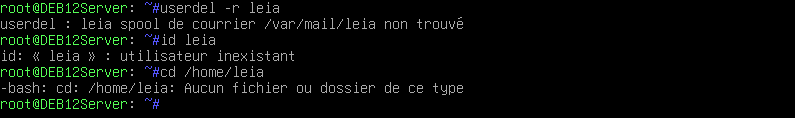 root@DEB12Server: ~#userdel -r leia
userdel : leia spool de courrier /var/mail/leia non trouvé
root@DEB12Server: ~#id leia
id: « leia » : utilisateur inexistant
root@DEB12Server: ~#cd /home/leia
-bash: cd: /home/leia: Aucun fichier ou dossier de ce type
root@DEB12Server: ~#